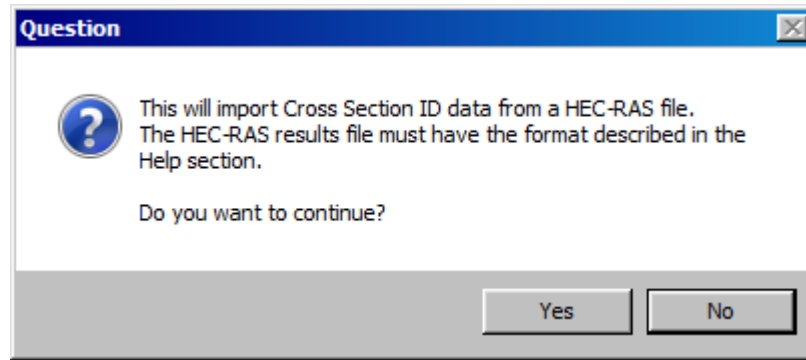 Question
This will import Cross Section ID data from a HEC-RAS file.
The HEC-RAS results file must have the format described in the
Help section.
Do you want to continue?
Yes
No